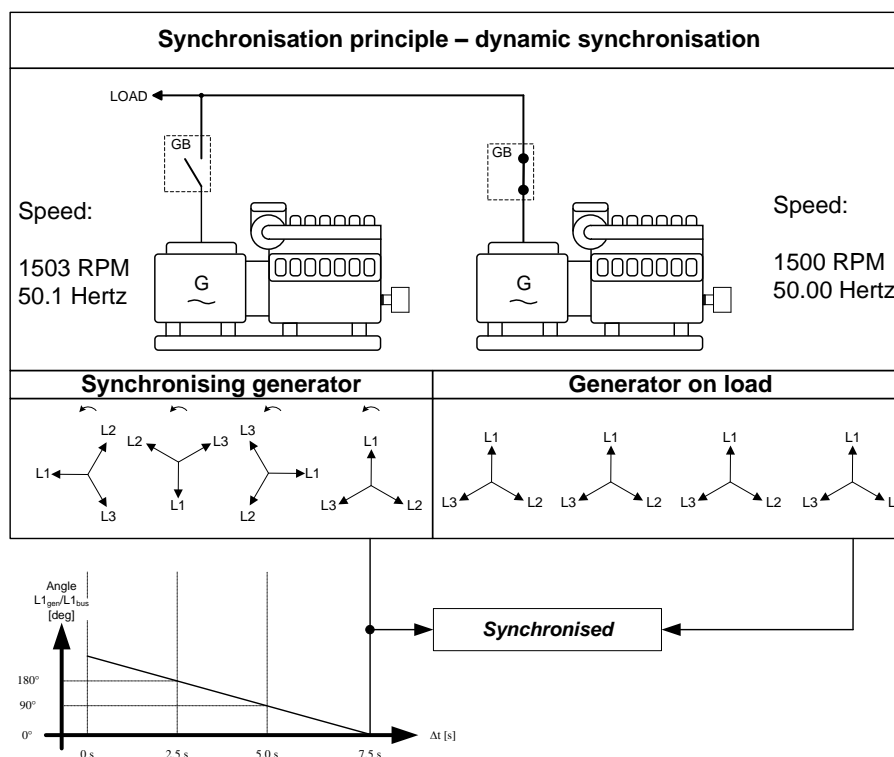 Synchronisation principle – dynamic synchronisation
LOAD
GB
GB
Speed:
1503 RPM
50.1 Hertz
Speed:
1500 RPM
50.00 Hertz
G
G
Synchronising generator
Generator on load
L2
L1
L3
L2
L3
L1
L3
L1
L2
L1
L3
L2
L1
L3
L2
L1
L3
L2
L1
L3
L2
L1
L3
Angle
L1gen/L1bus
[deg]
Synchronised
180°
90°
0°
Δt [s]
0 s
2.5 s
5.0 s
7.5 s